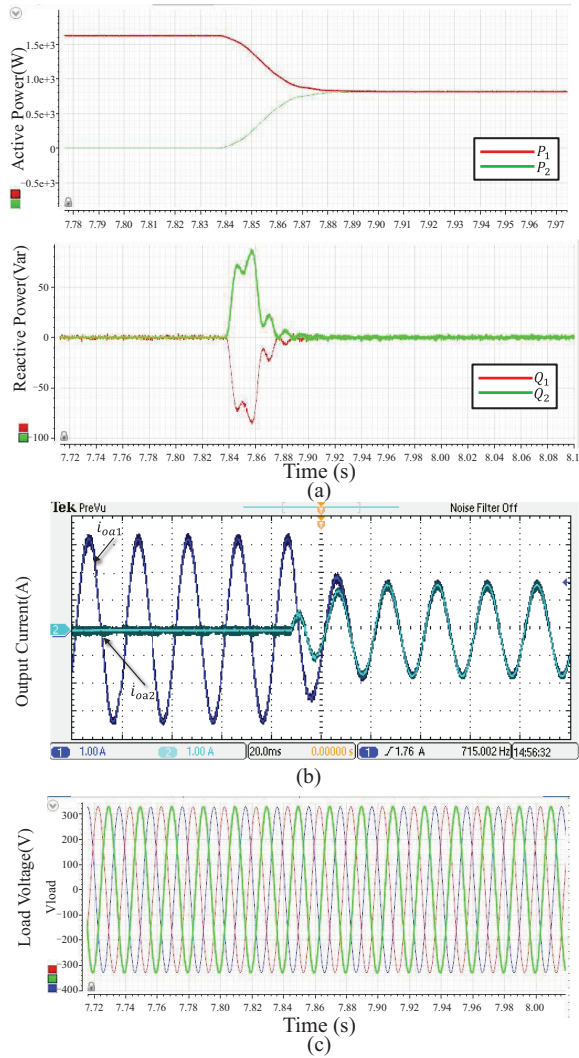 Active Power(W)
1.5e+3
1.0e+3
0.5e+3
0
-0.5e+3
P1
P2
7.78 7.79 7.80 7.81 7.82 7.83 7.84 7.85 7.86 7.87 7.88 7.89 7.90 7.91 7.92 7.93 7.94 7.95 7.96 7.97
Reactive Power(Var)
50
0
-50
-100
Q1
Q2
7.72 7.74 7.76 7.78 7.80 7.82 7.84 7.86 7.88 7.90 7.92 7.94 7.96 7.98 8.00 8.02 8.04 8.06 8.08 8.1
Time (s)
(a)
Tek PreVu Noise Filter Off
ioa1
Output Current(A)
2
ioa2
1 1.00 A 2 1.00 A 20.0ms 0.00000 s 1 1.76 A 715.002 Hz 14:56:32
(b)
Load Voltage(V)
Vload
300
200
100
0
-100
-200
-300
-400
7.72 7.74 7.76 7.78 7.80 7.82 7.84 7.86 7.88 7.90 7.92 7.94 7.96 7.98 8.00
Time (s)
(c)